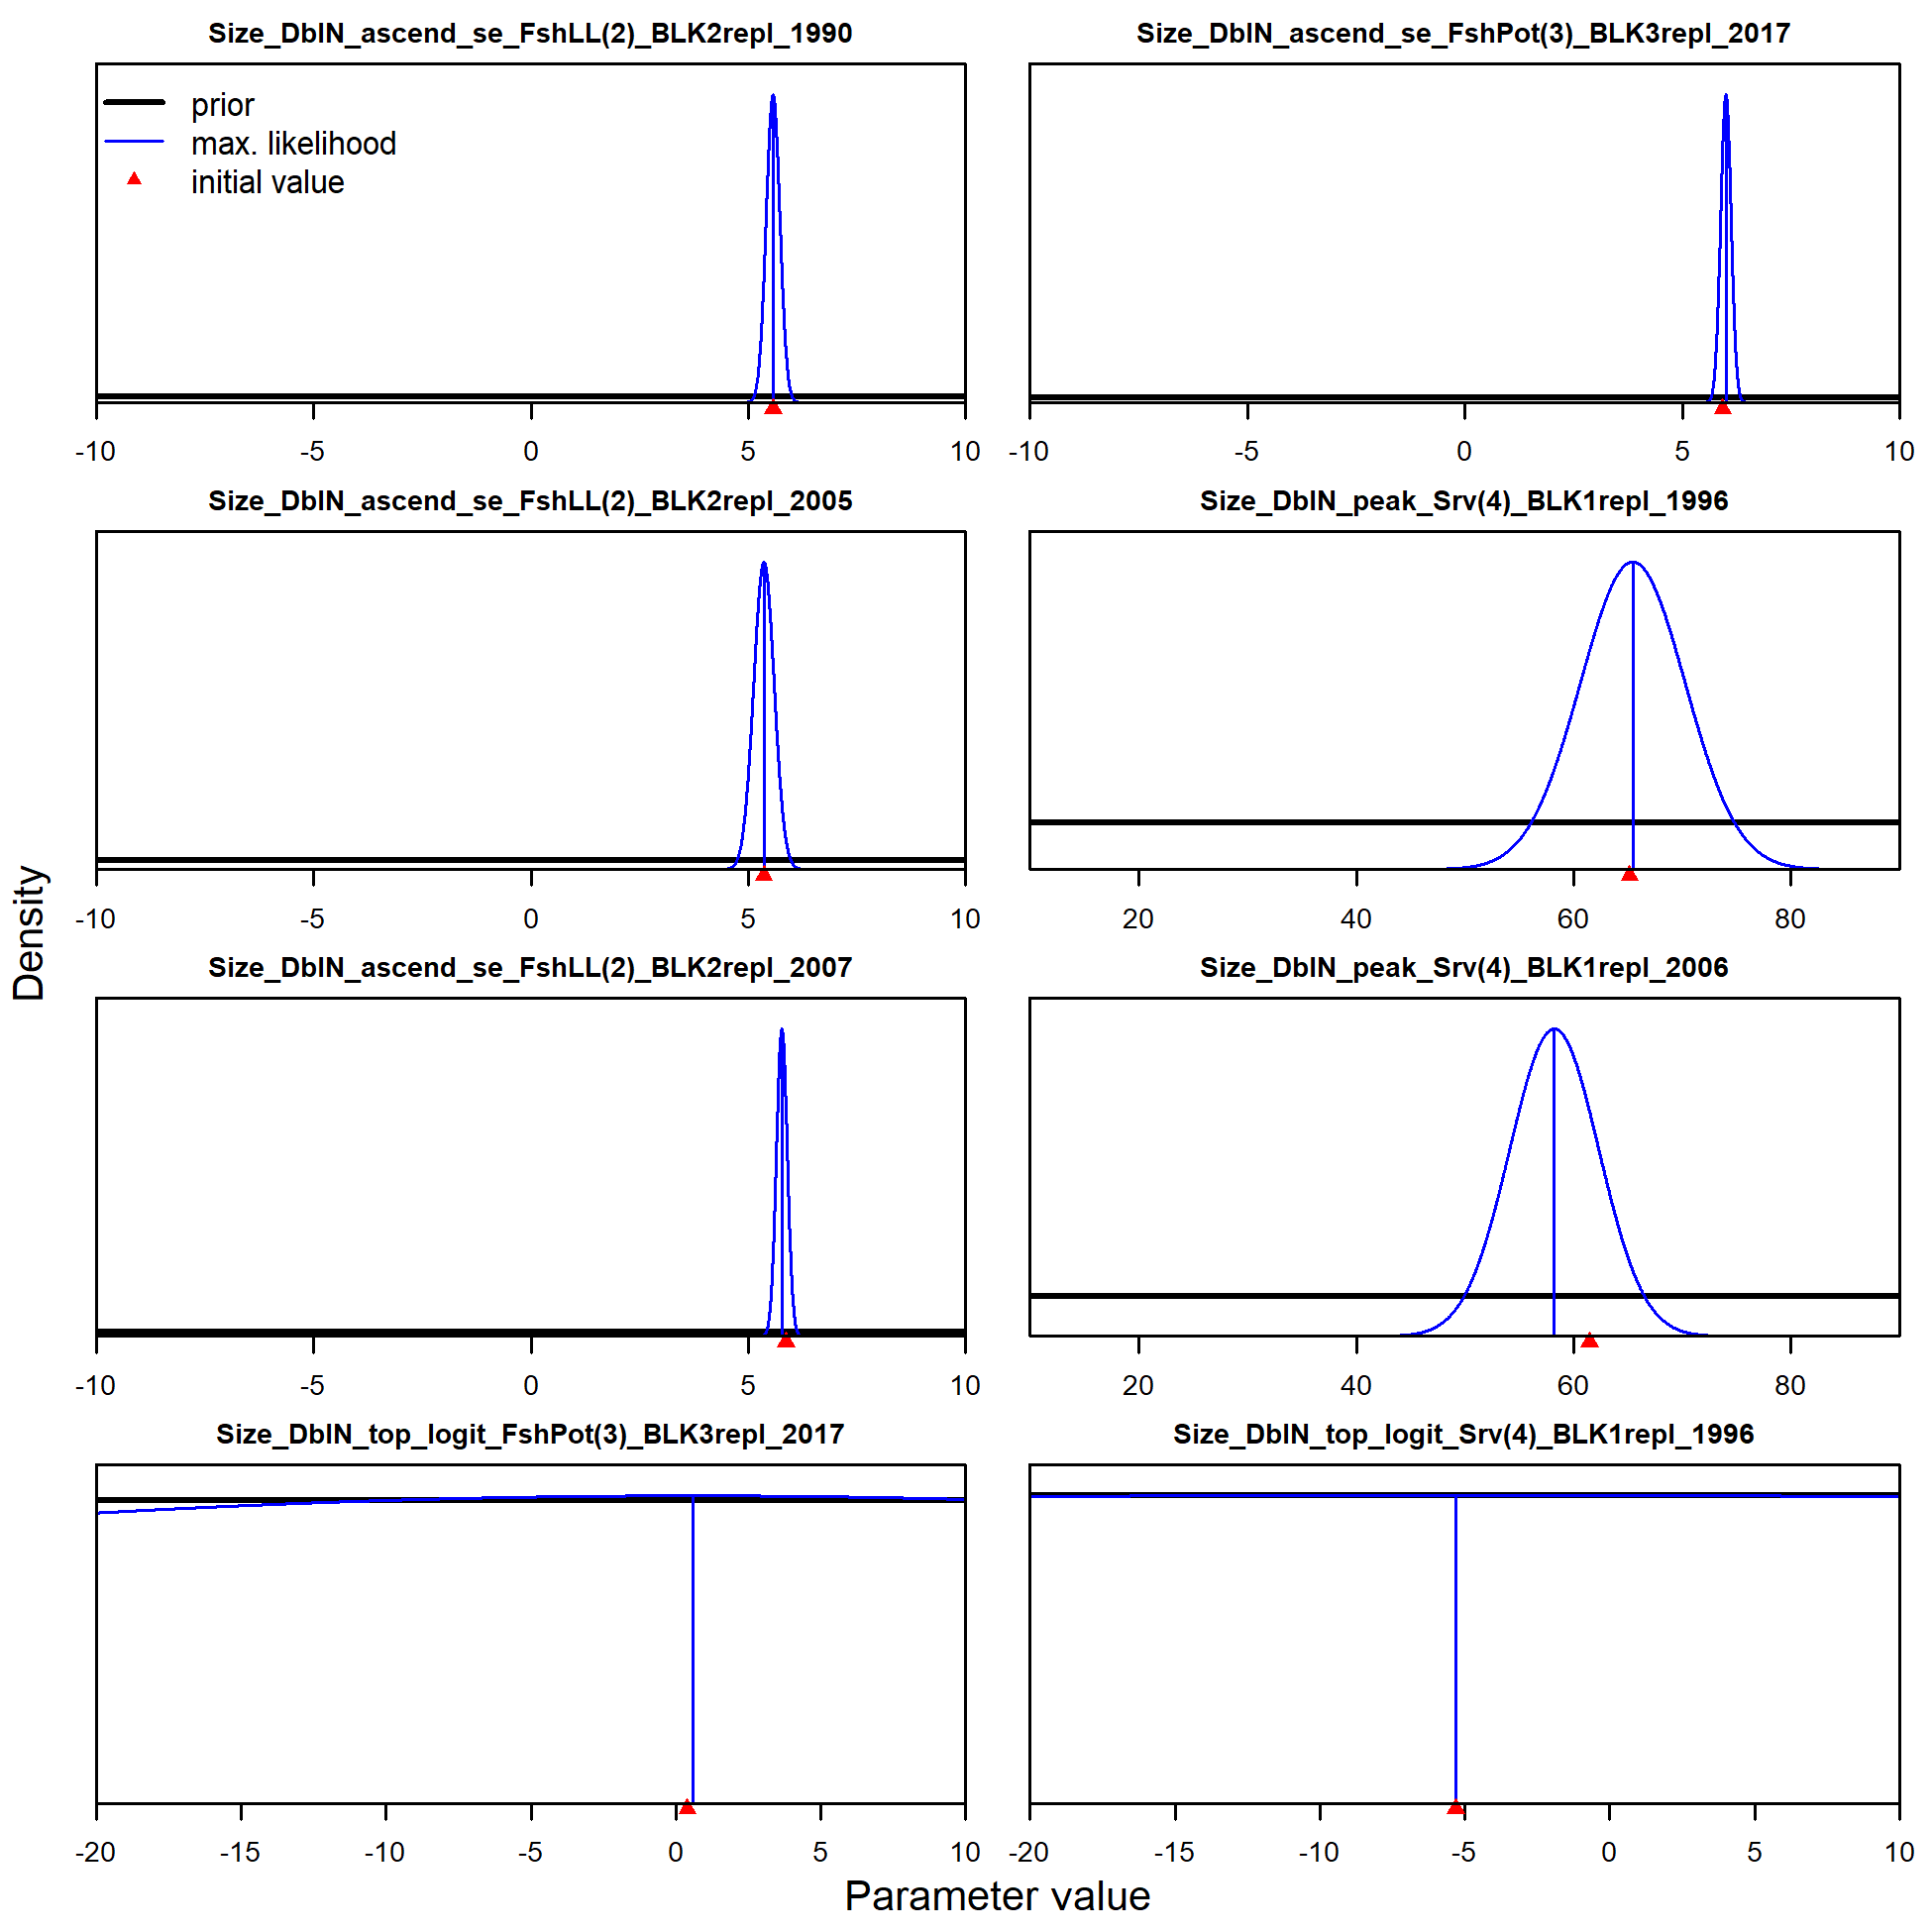 Size_DblN_ascend_se_FshLL(2)_BLK2repl_1990
prior
max. likelihood
initial value
-10 -5 0 5 10
Size_DblN_ascend_se_FshPot(3)_BLK3repl_2017
-10 -5 0 5 10
Size_DblN_ascend_se_FshLL(2)_BLK2repl_2005
-10 -5 0 5 10
Size_DblN_peak_Srv(4)_BLK1repl_1996
20 40 60 80
Size_DblN_ascend_se_FshLL(2)_BLK2repl_2007
-10 -5 0 5 10
Size_DblN_peak_Srv(4)_BLK1repl_2006
20 40 60 80
Size_DblN_top_logit_FshPot(3)_BLK3repl_2017
-20 -15 -10 -5 0 5 10
Size_DblN_top_logit_Srv(4)_BLK1repl_1996
-20 -15 -10 -5 0 5 10
Density
Parameter value